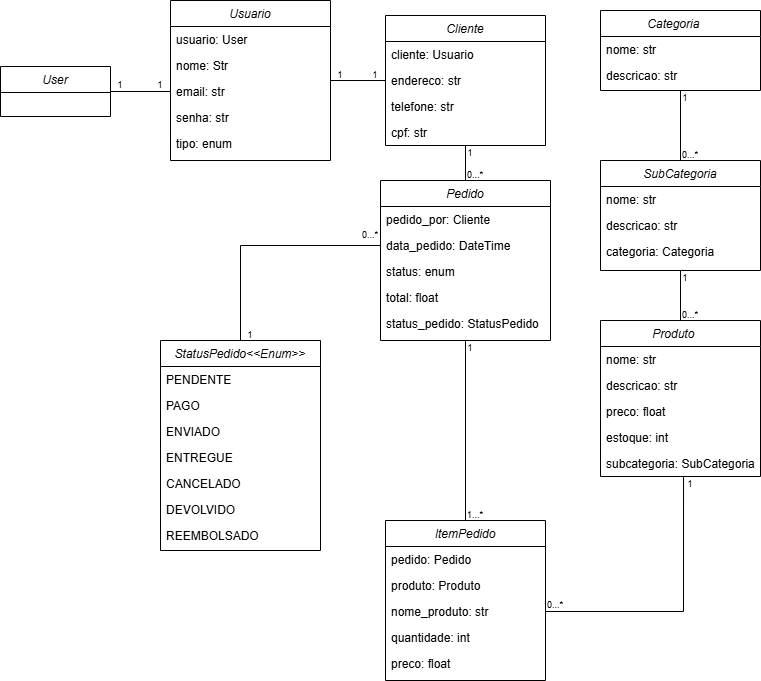 User
1
1
Usuario
usuario: User
nome: Str
email: str
senha: str
tipo: enum
1
1
Cliente
cliente: Usuario
endereco: str
telefone: str
cpf: str
1
0...*
Pedido
pedido_por: Cliente
data_pedido: DateTime
status: enum
total: float
status_pedido: StatusPedido
0...*
1
StatusPedido<<Enum>>
PENDENTE
PAGO
ENVIADO
ENTREGUE
CANCELADO
DEVOLVIDO
REEMBOLSADO
1
1...*
ItemPedido
pedido: Pedido
produto: Produto
nome_produto: str
quantidade: int
preco: float
0...*
Categoria
nome: str
descricao: str
1
0...*
SubCategoria
nome: str
descricao: str
categoria: Categoria
1
0...*
Produto
nome: str
descricao: str
preco: float
estoque: int
subcategoria: SubCategoria
1